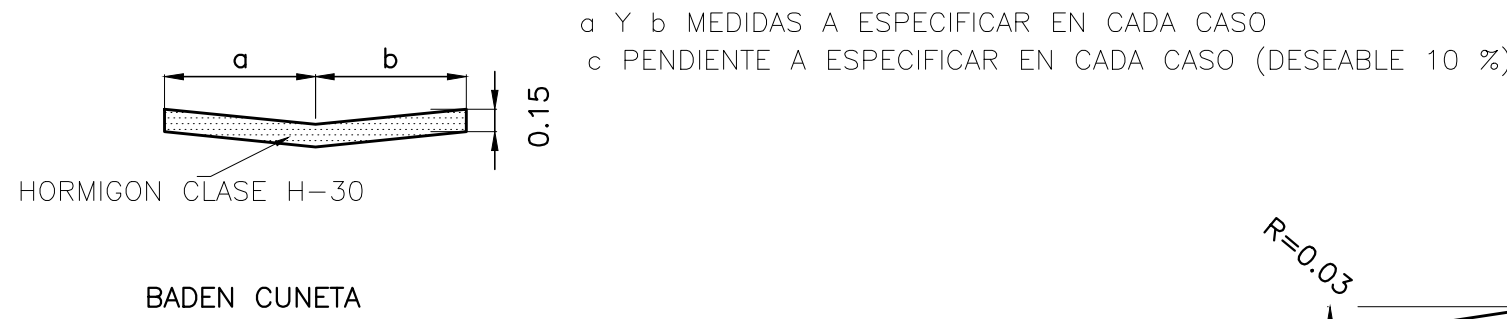 a Y b MEDIDAS A ESPECIFICAR EN CADA CASO
c PENDIENTE A ESPECIFICAR EN CADA CASO (DESEABLE 10 %)
a
b
0.15
HORMIGON CLASE H-30
R=0.03
BADEN CUNETA